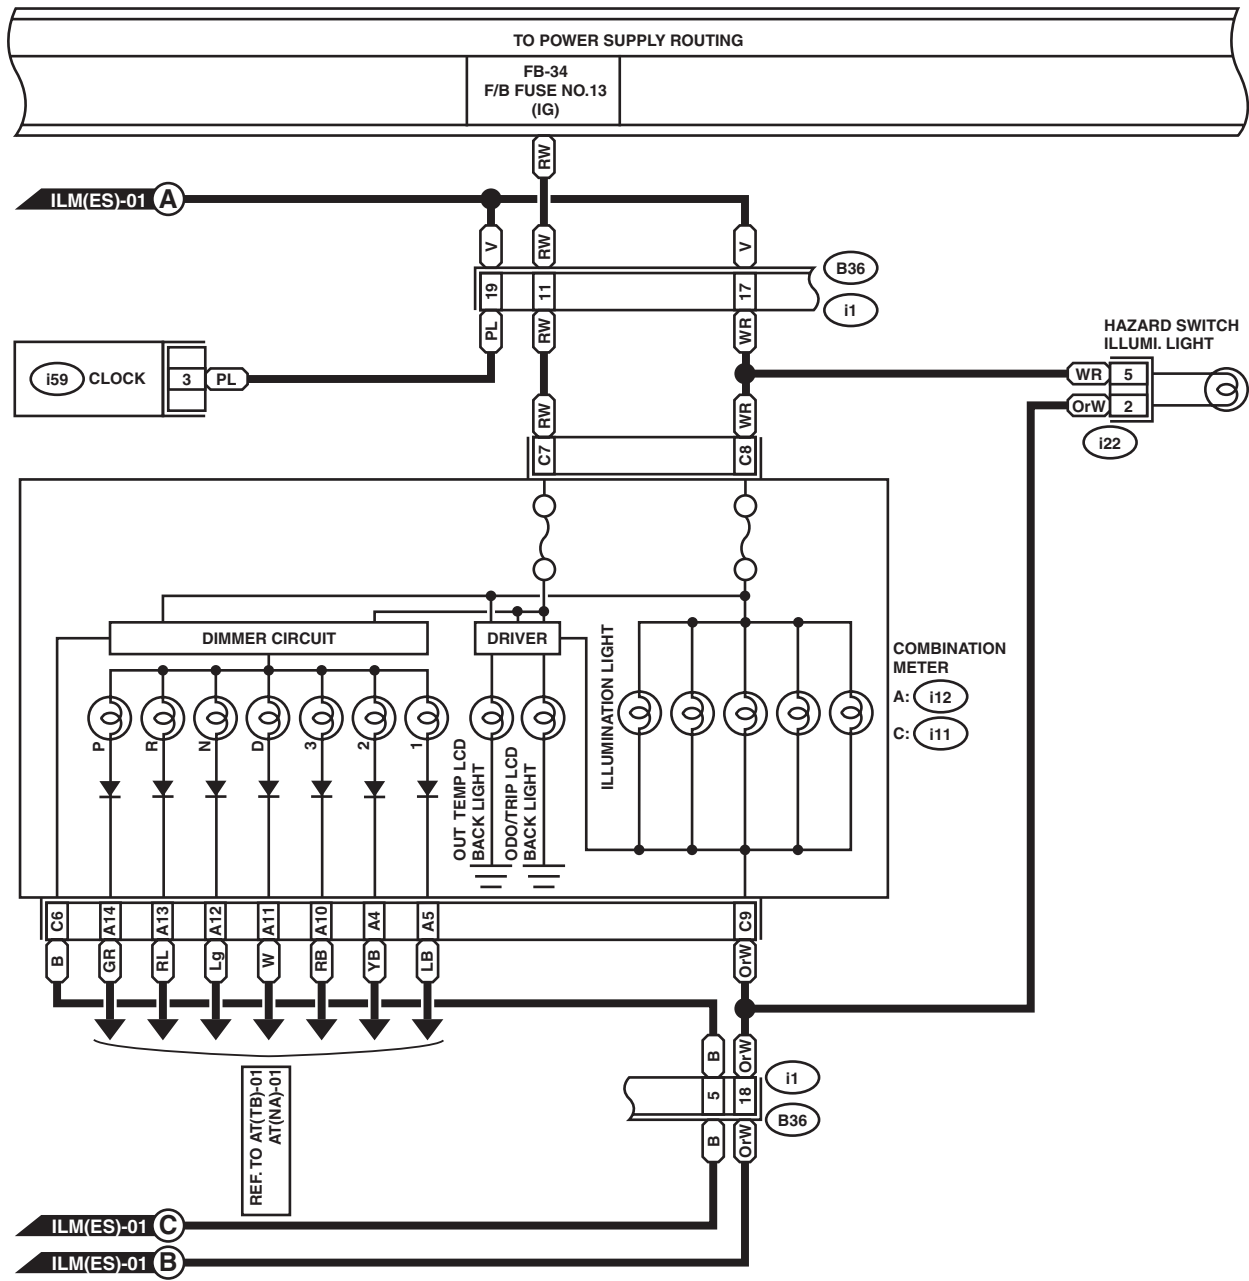 TO POWER SUPPLY ROUTING
FB-34
F/B FUSE NO.13
(IG)
RW
ILM(ES)-01 A
V
RW
V
B36
19
11
17
i1
PL
RW
WR
HAZARD SWITCH
ILLUMI. LIGHT
i59 CLOCK
3
PL
WR
5
OrW
2
i22
RW
WR
C7
C8
DIMMER CIRCUIT
DRIVER
ILLUMINATION LIGHT
COMBINATION
METER
A: i12
C: i11
P
R
N
D
3
2
1
OUT TEMP LCD
BACK LIGHT
ODO/TRIP LCD
BACK LIGHT
C6
A14
A13
A12
A11
A10
A4
A5
C9
B
GR
RL
Lg
W
RB
YB
LB
OrW
B
OrW
i1
5
18
B36
B
OrW
REF. TO AT(TB)-01
AT(NA)-01
ILM(ES)-01 C
ILM(ES)-01 B